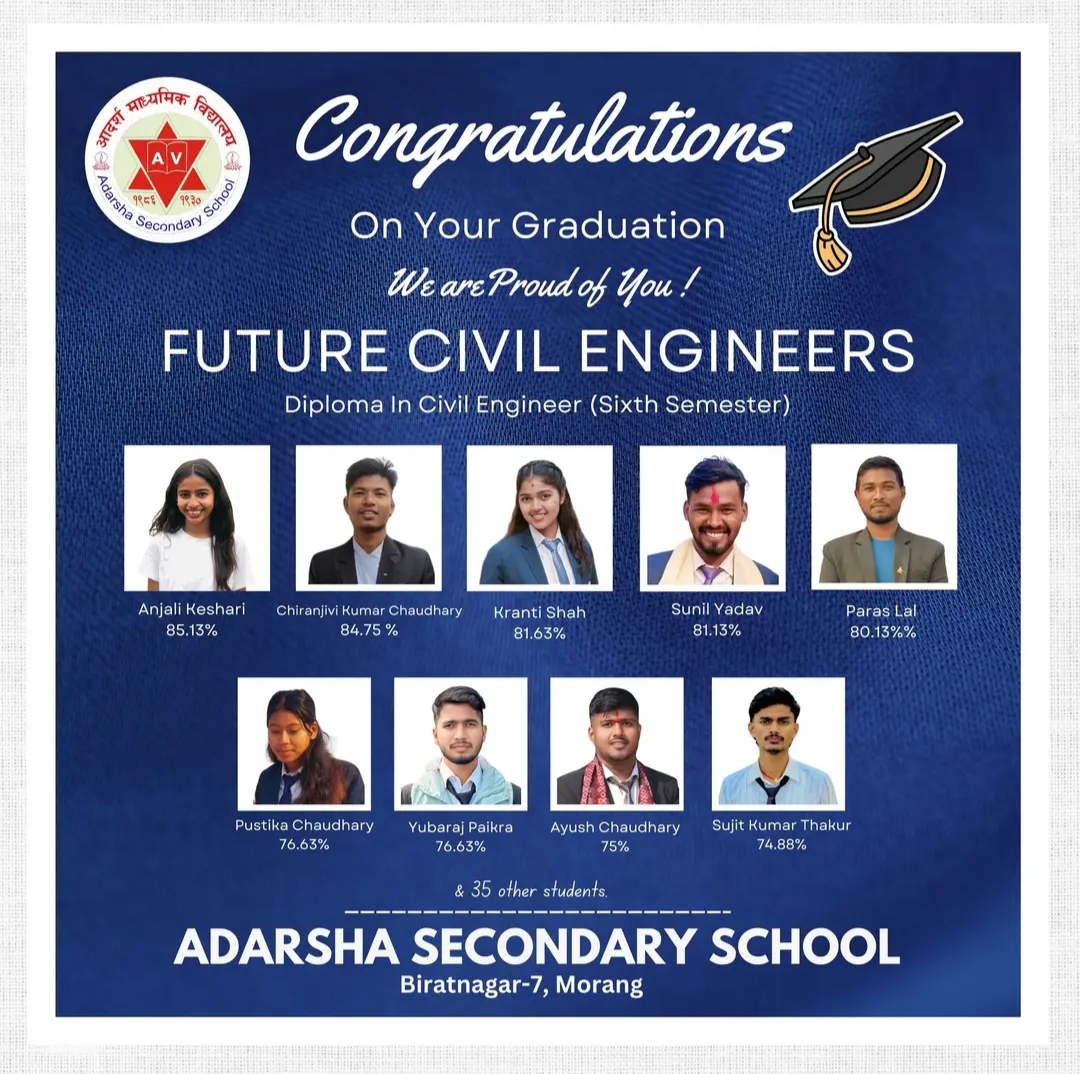 आदर्श माध्यमिक विद्यालय
A V
१९८६ १९३०
Adarsha Secondary School
Congratulations
On Your Graduation
We are Proud of You !
FUTURE CIVIL ENGINEERS
Diploma In Civil Engineer (Sixth Semester)
Anjali Keshari Chiranjivi Kumar Chaudhary Kranti Shah Sunil Yadav Paras Lal
85.13% 84.75 % 81.63% 81.13% 80.13%%
Pustika Chaudhary Yubaraj Paikra Ayush Chaudhary Sujit Kumar Thakur
76.63% 76.63% 75% 74.88%
& 35 other students.
ADARSHA SECONDARY SCHOOL
Biratnagar-7, Morang